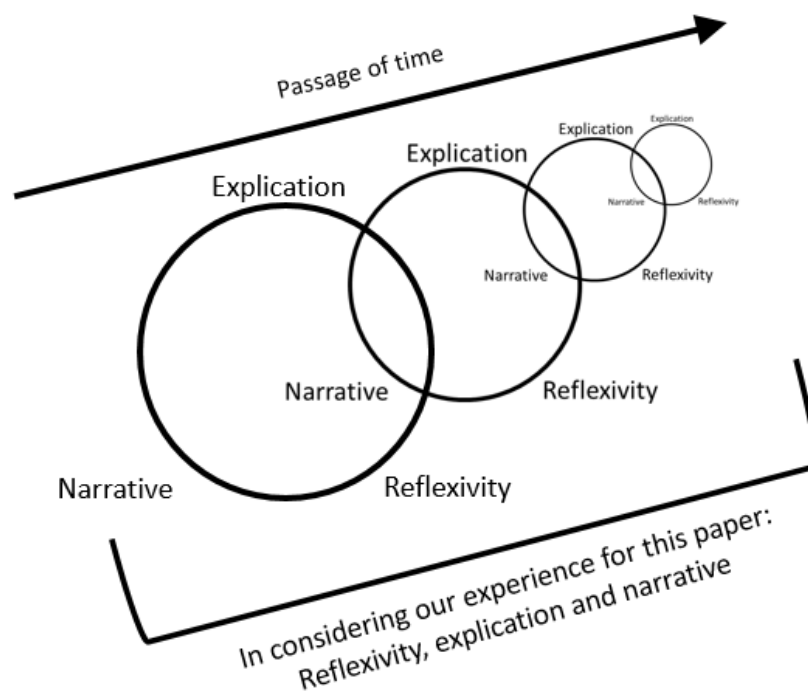 Passage of time
Explication
Narrative
Reflexivity
Explication
Narrative
Reflexivity
Explication
Narrative
Reflexivity
Explication
Narrative
Reflexivity
In considering our experience for this paper:
Reflexivity, explication and narrative